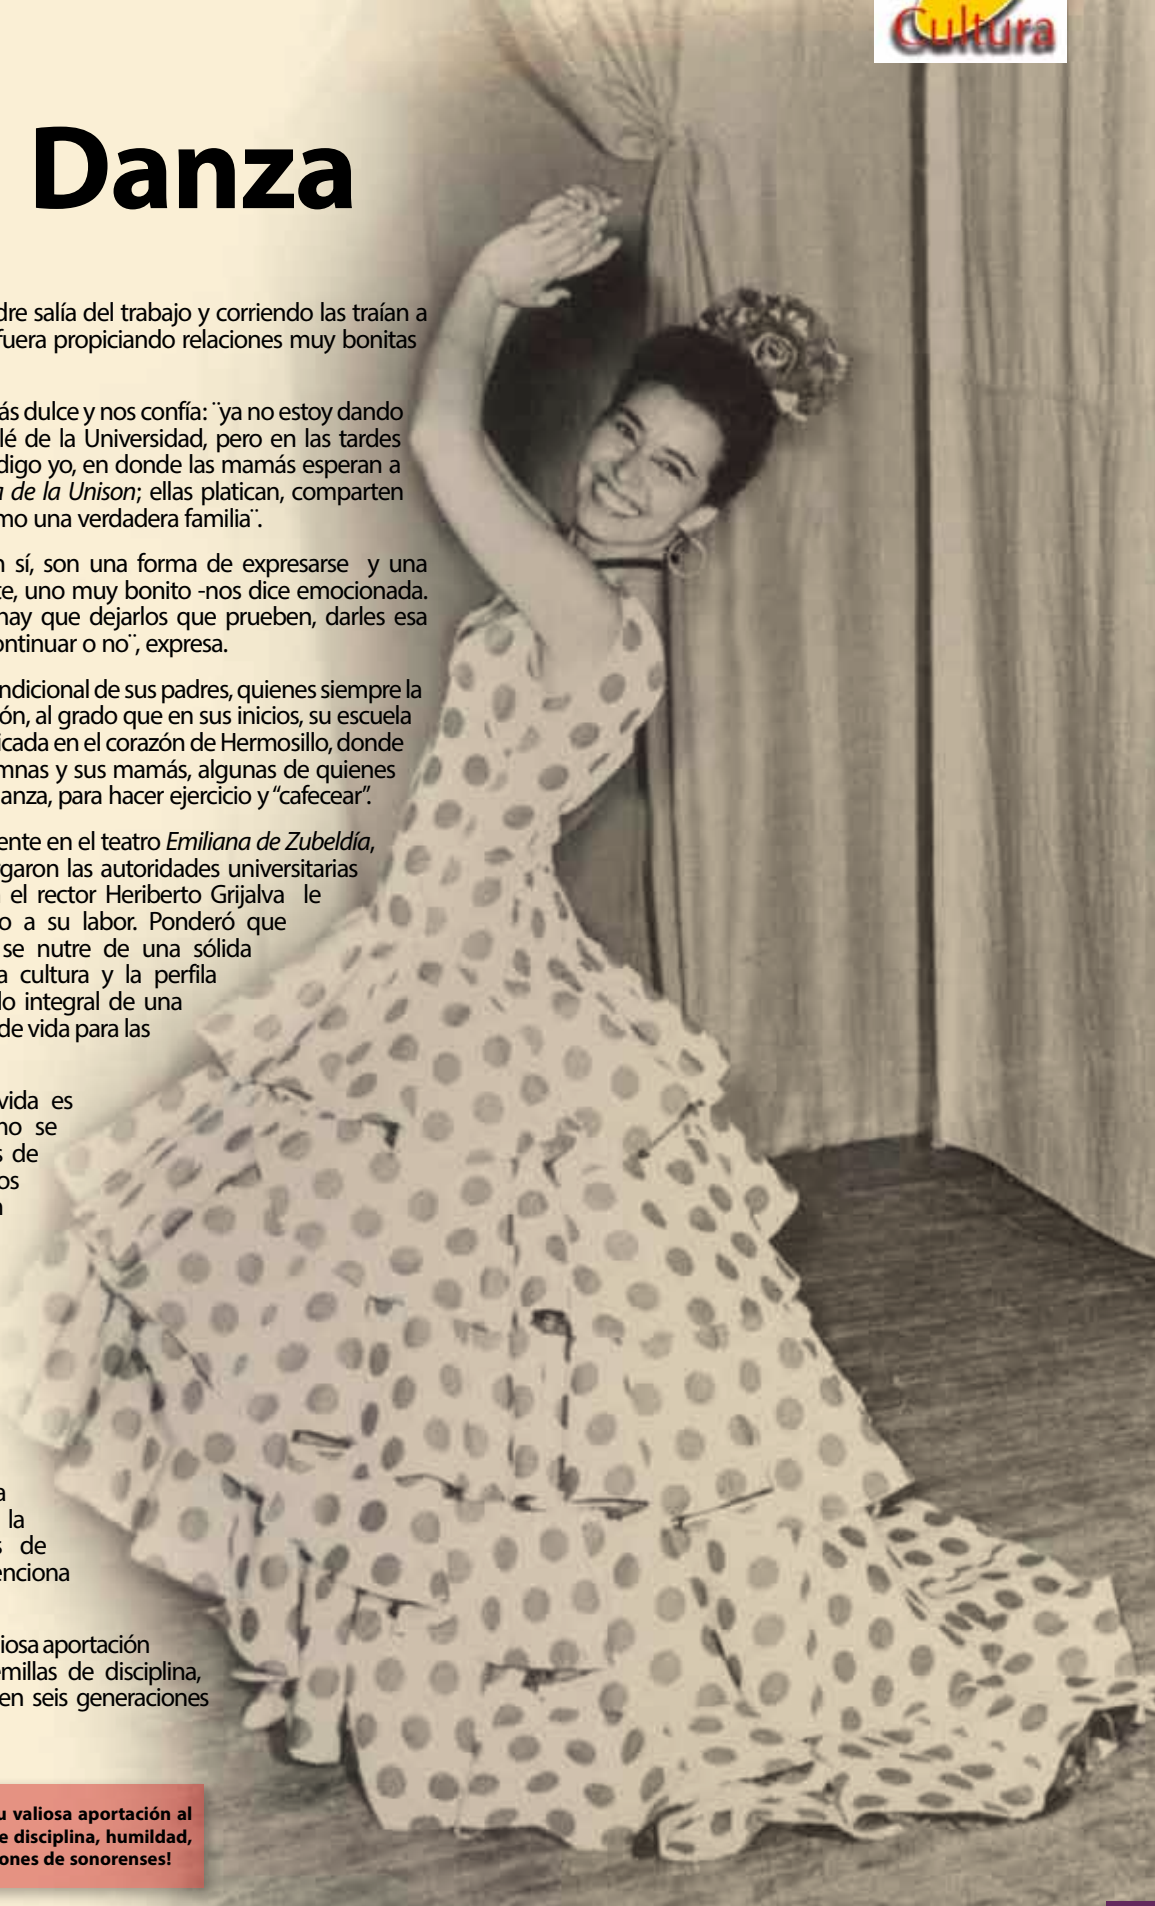 Cultura
Danza
dre salía del trabajo y corriendo las traían a
fuera propiciando relaciones muy bonitas
ás dulce y nos confía: ¨ya no estoy dando
lé de la Universidad, pero en las tardes
digo yo, en donde las mamás esperan a
a de la Unison; ellas platican, comparten
mo una verdadera familia¨.
n sí, son una forma de expresarse y una
te, uno muy bonito -nos dice emocionada.
hay que dejarlos que prueben, darles esa
ontinuar o no¨, expresa.
ndicional de sus padres, quienes siempre la
ón, al grado que en sus inicios, su escuela
icada en el corazón de Hermosillo, donde
mnas y sus mamás, algunas de quienes
anza, para hacer ejercicio y “cafecear”.
ente en el teatro Emiliana de Zubeldía,
rgaron las autoridades universitarias
el rector Heriberto Grijalva le
o a su labor. Ponderó que
se nutre de una sólida
a cultura y la perfila
lo integral de una
de vida para las
vida es
no se
s de
os
n
a
la
s de
enciona
iosa aportación
emillas de disciplina,
en seis generaciones
u valiosa aportación al
e disciplina, humildad,
ones de sonorenses!